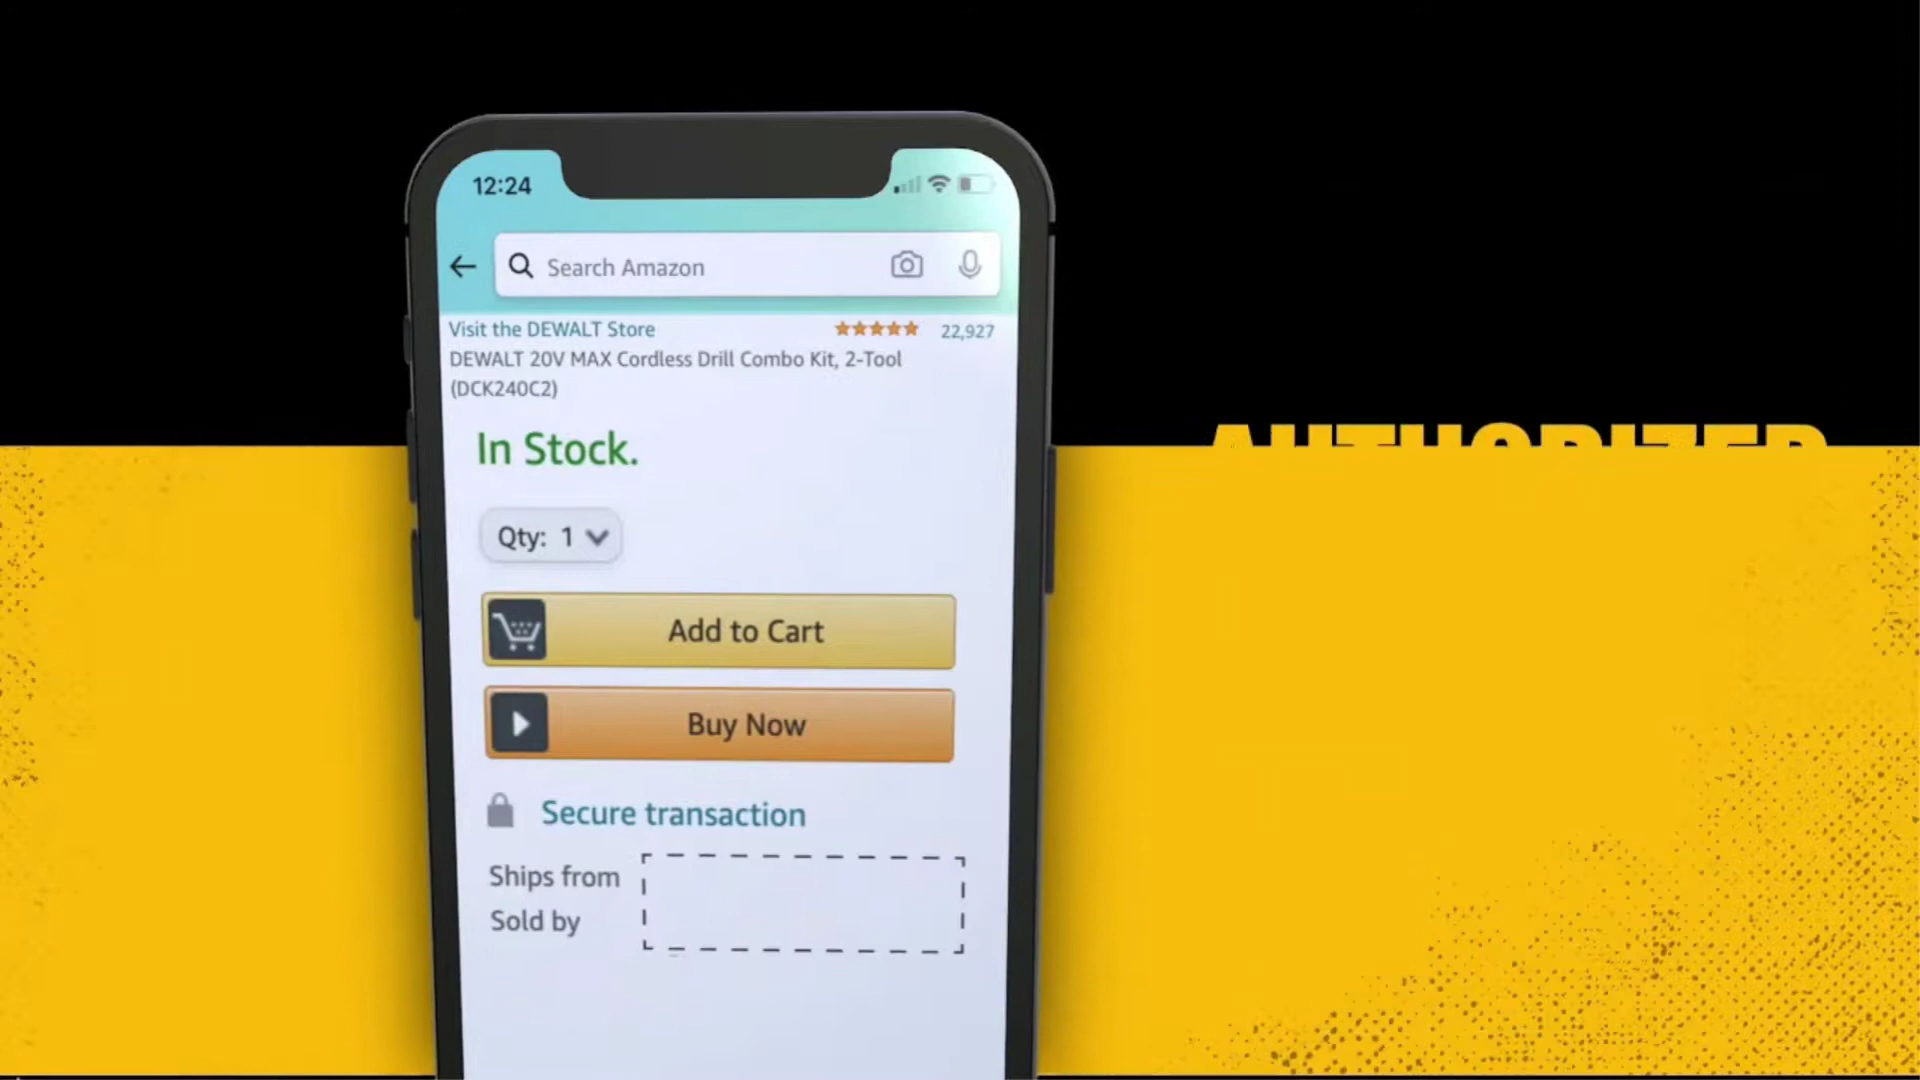 12:24
Search Amazon
Visit the DEWALT Store 22,927
DEWALT 20V MAX Cordless Drill Combo Kit, 2-Tool
(DCK240C2)
In Stock.
Qty: 1
Add to Cart
Buy Now
Secure transaction
Ships from
Sold by
AUTHORIZED